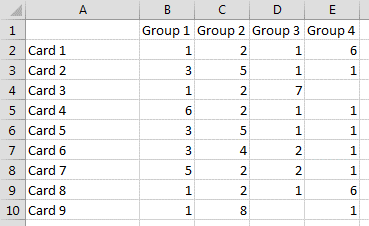 A B C D E
1 Group 1 Group 2 Group 3 Group 4
2 Card 1 1 2 1 6
3 Card 2 3 5 1 1
4 Card 3 1 2 7
5 Card 4 6 2 1 1
6 Card 5 3 5 1 1
7 Card 6 3 4 2 1
8 Card 7 5 2 2 1
9 Card 8 1 2 1 6
10 Card 9 1 8 1